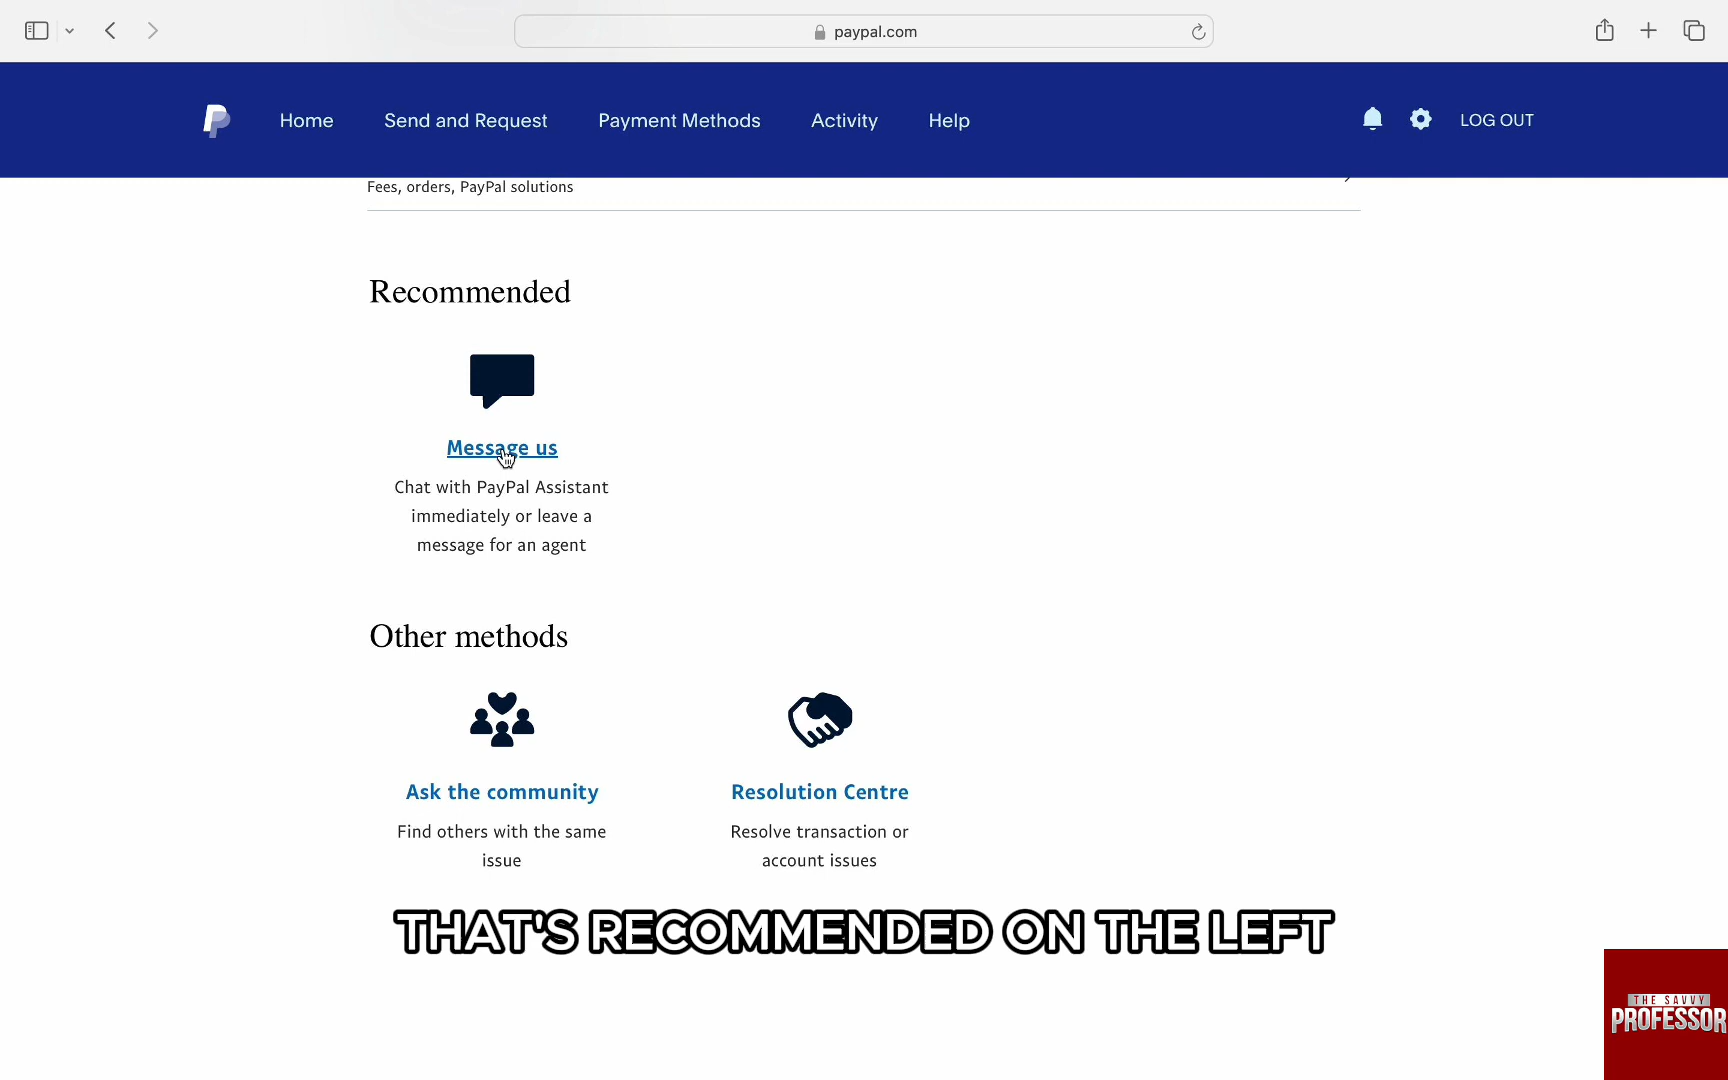 paypal.com
Home
Send and Request
Payment Methods
Activity
Help
LOG OUT
Fees, orders, PayPal solutions
Recommended
Message us
Chat with PayPal Assistant
immediately or leave a
message for an agent
Other methods
Ask the community
Find others with the same
issue
Resolution Centre
Resolve transaction or
account issues
THAT'S RECOMMENDED ON THE LEFT
THE SAVVY
PROFESSOR